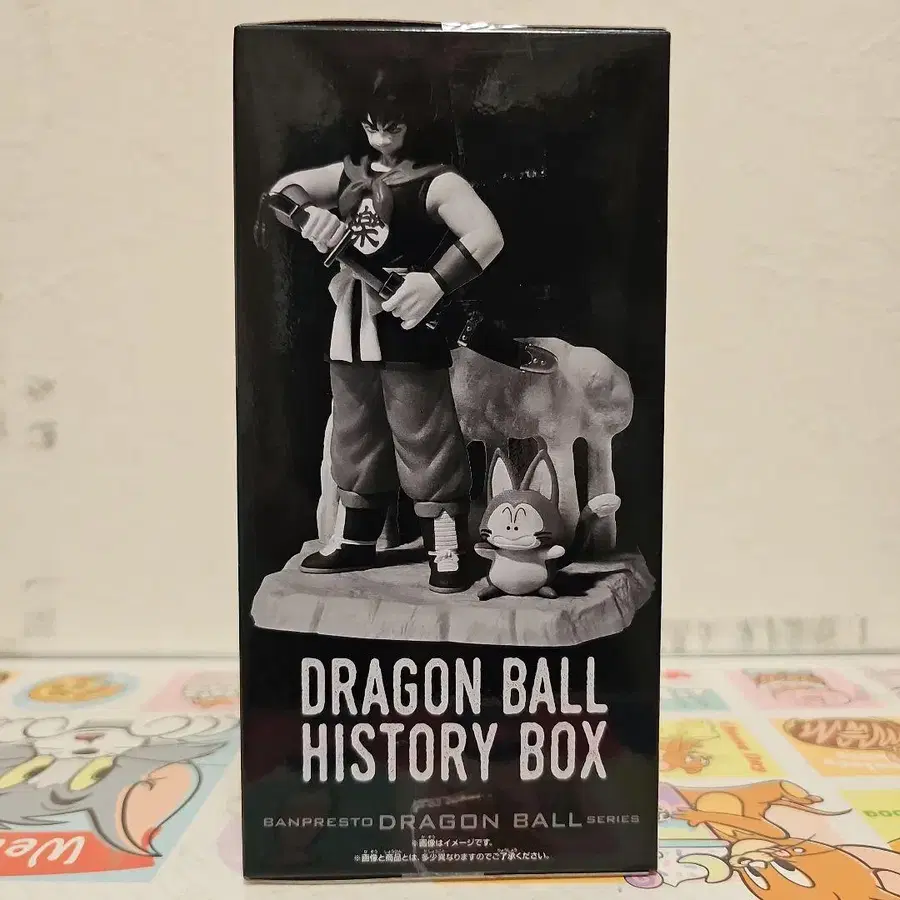 樂
DRAGON BALL
HISTORY BOX
BANPRESTO DRAGON BALL SERIES
※画像はイメージです。
※画像と商品とは、多少異なりますのでご了承ください。
We